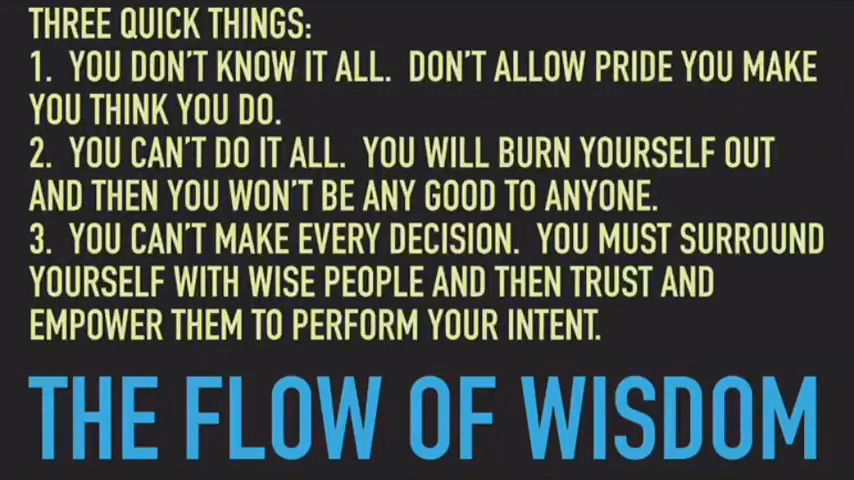 THREE QUICK THINGS:
1. YOU DON'T KNOW IT ALL. DON'T ALLOW PRIDE YOU MAKE
YOU THINK YOU DO.
2. YOU CAN'T DO IT ALL. YOU WILL BURN YOURSELF OUT
AND THEN YOU WON'T BE ANY GOOD TO ANYONE.
3. YOU CAN'T MAKE EVERY DECISION. YOU MUST SURROUND
YOURSELF WITH WISE PEOPLE AND THEN TRUST AND
EMPOWER THEM TO PERFORM YOUR INTENT.
THE FLOW OF WISDOM